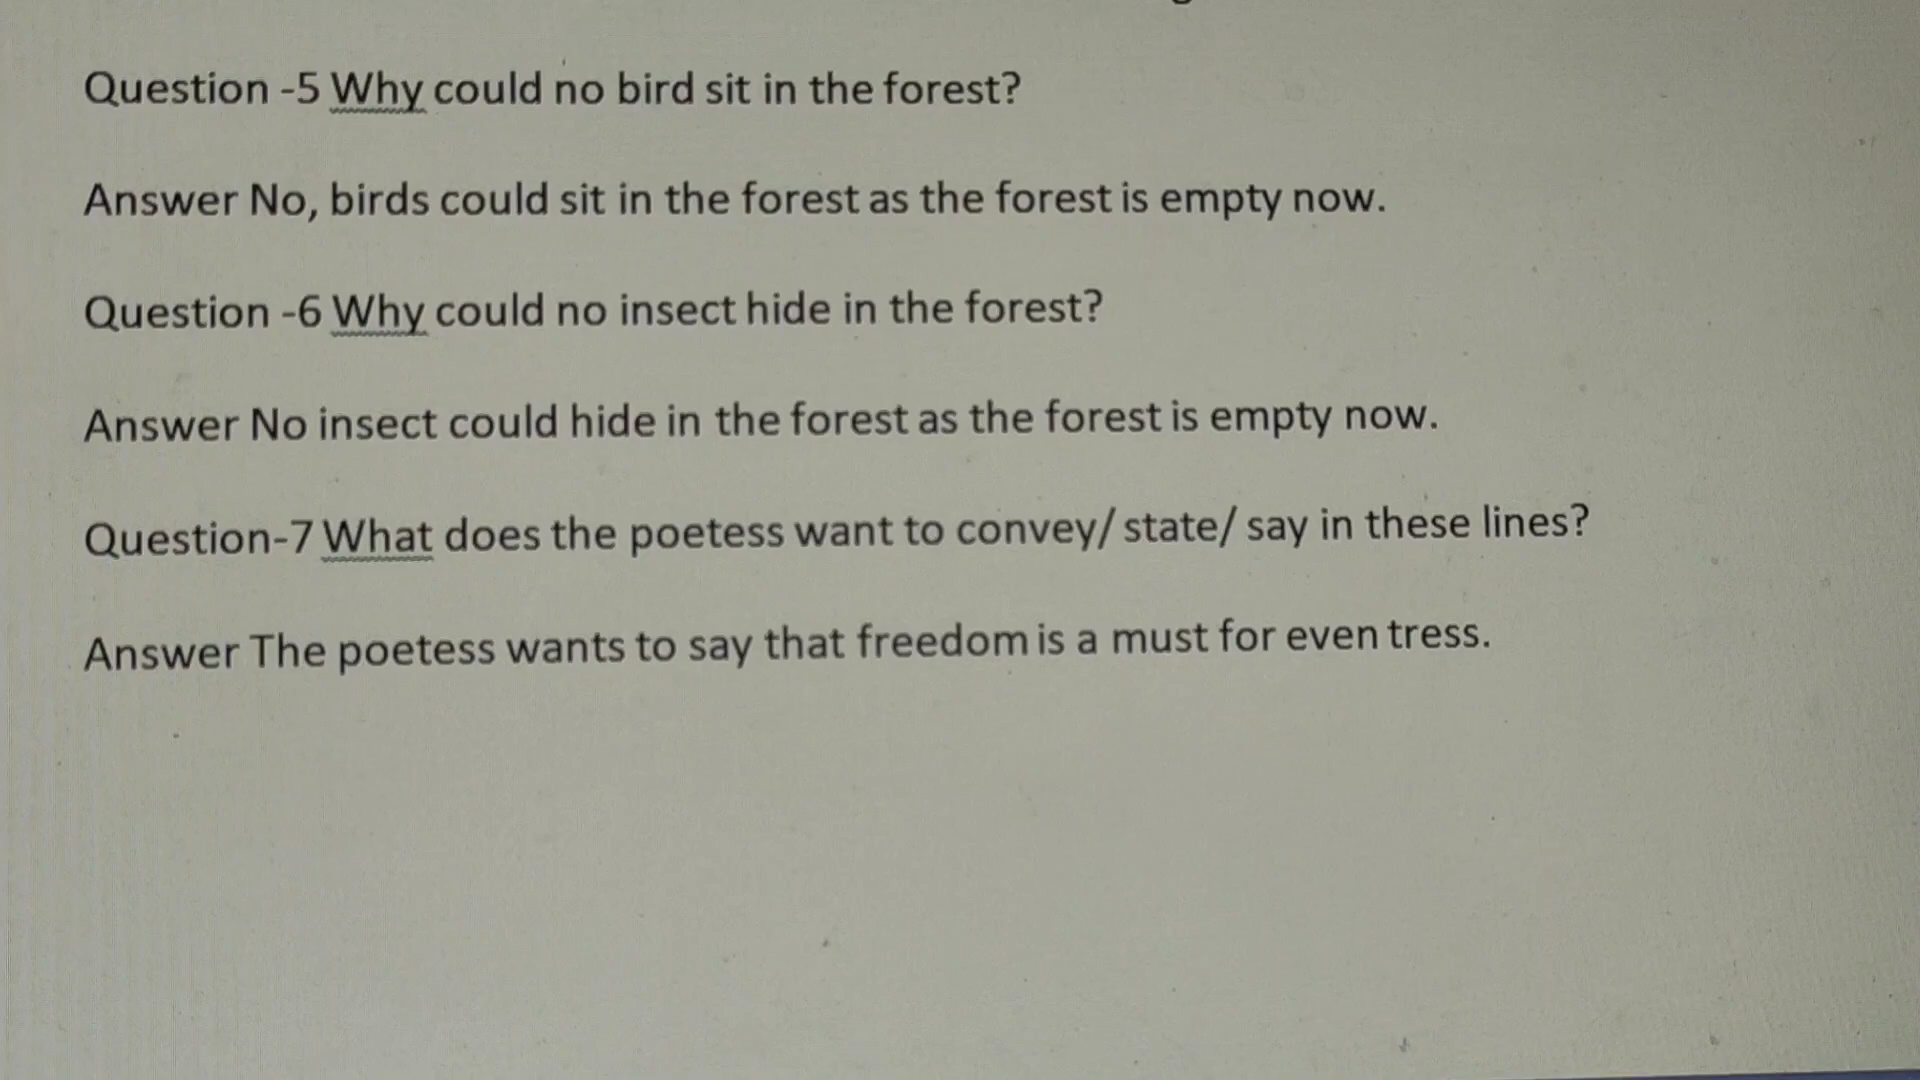 Question -5 Why could no bird sit in the forest?
Answer No, birds could sit in the forest as the forest is empty now.
Question -6 Why could no insect hide in the forest?
Answer No insect could hide in the forest as the forest is empty now.
Question-7 What does the poetess want to convey/ state/ say in these lines?
Answer The poetess wants to say that freedom is a must for even tress.